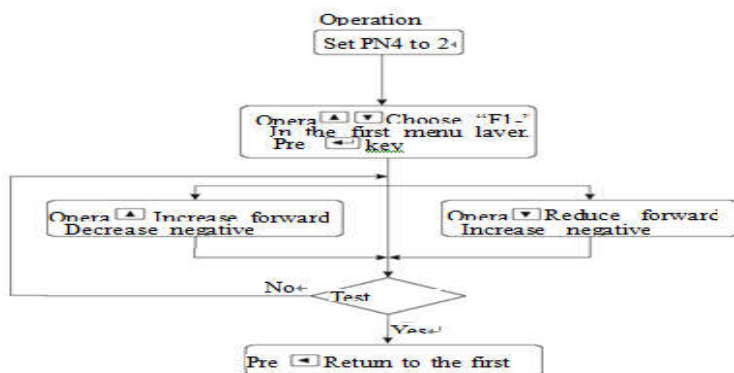 Operation
Set PN4 to 2
Opera ▲ ▼ Choose "F1-"
In the first menu layer.
Pre ↵ key
Opera ▲ Increase forward
Decrease negative
Opera ▼ Reduce forward
Increase negative
No
Test
Yes
Pre ◄ Return to the first